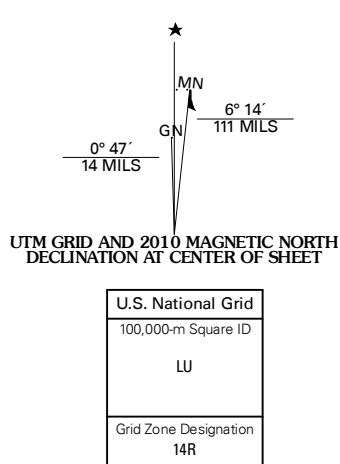 MN
6° 14´
111 MILS
GN
0° 47´
14 MILS
UTM GRID AND 2010 MAGNETIC NORTH
DECLINATION AT CENTER OF SHEET
U.S. National Grid
100,000-m Square ID
LU
Grid Zone Designation
14R